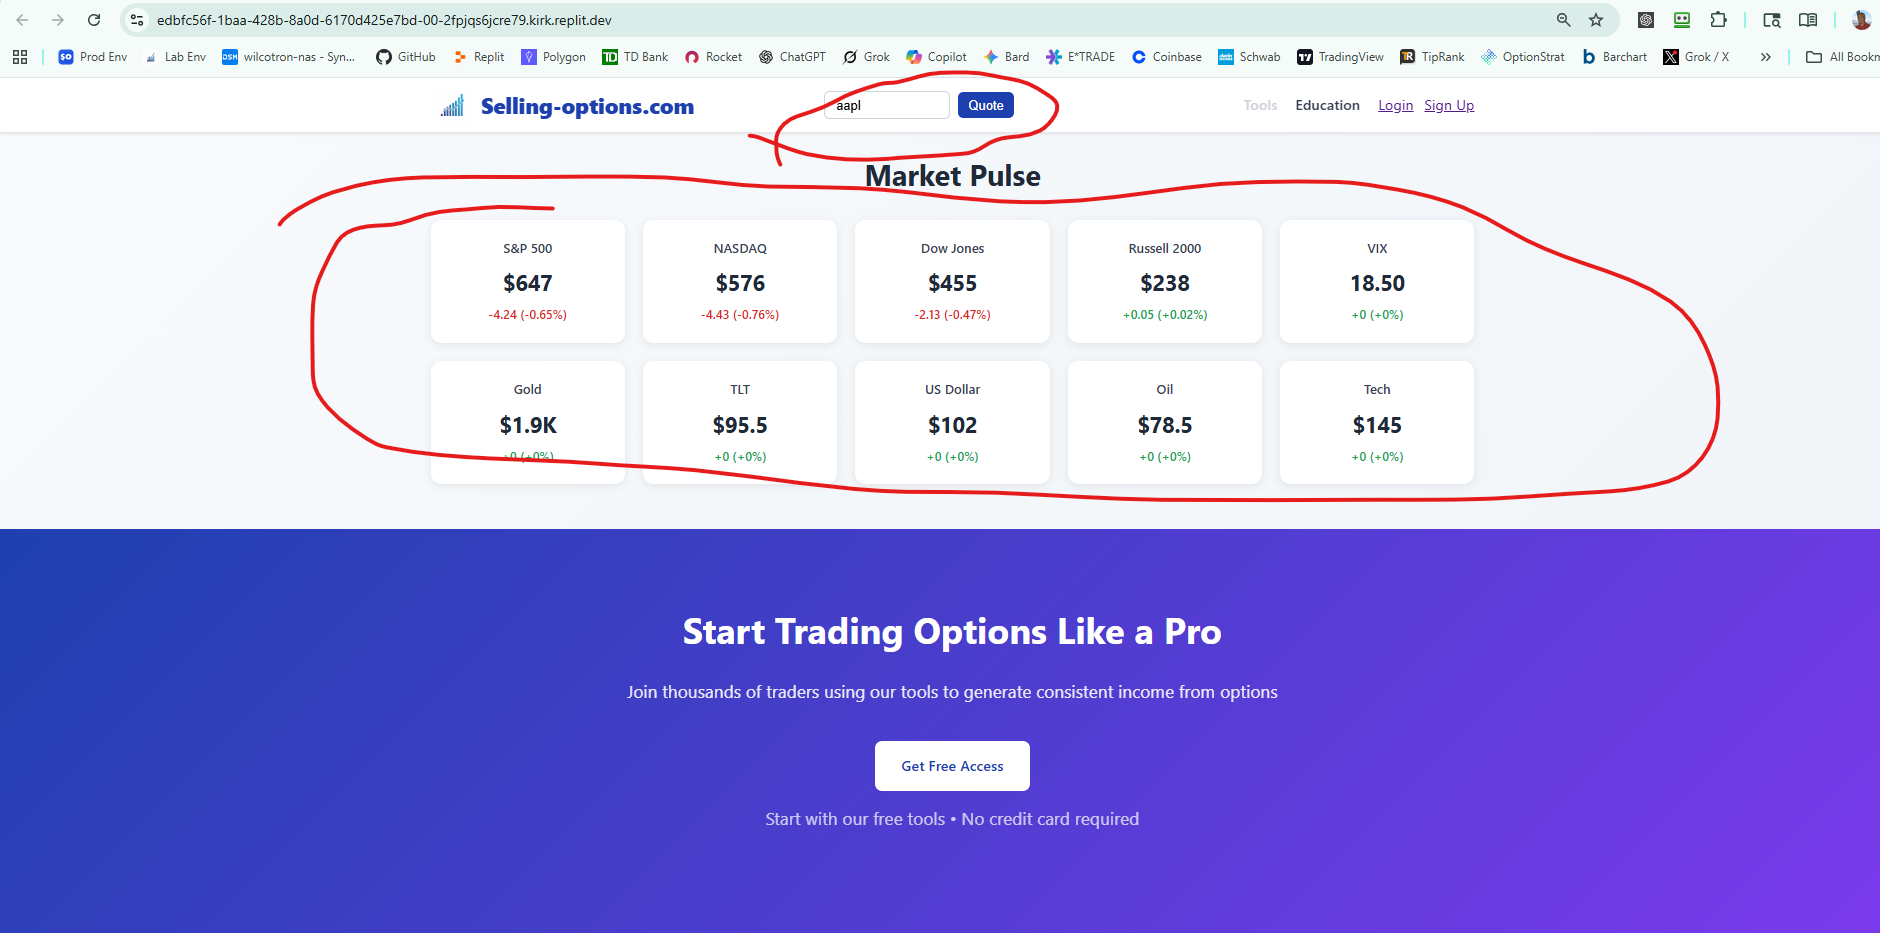 edbfc56f-1baa-428b-8a0d-6170d425e7bd-00-2fpjqs6jcre79.kirk.replit.dev
SO Prod Env Lab Env DSM wilcotron-nas - Syn... GitHub Replit Polygon TD TD Bank Rocket ChatGPT Grok Copilot Bard E*TRADE Coinbase Schwab TradingView TR TipRank OptionStrat b Barchart X Grok / X » All Bookm
Selling-options.com aapl Quote Tools Education Login Sign Up
Market Pulse
S&P 500 NASDAQ Dow Jones Russell 2000 VIX
$647 $576 $455 $238 18.50
-4.24 (-0.65%) -4.43 (-0.76%) -2.13 (-0.47%) +0.05 (+0.02%) +0 (+0%)
Gold TLT US Dollar Oil Tech
$1.9K $95.5 $102 $78.5 $145
+0 (+0%) +0 (+0%) +0 (+0%) +0 (+0%) +0 (+0%)
Start Trading Options Like a Pro
Join thousands of traders using our tools to generate consistent income from options
Get Free Access
Start with our free tools • No credit card required